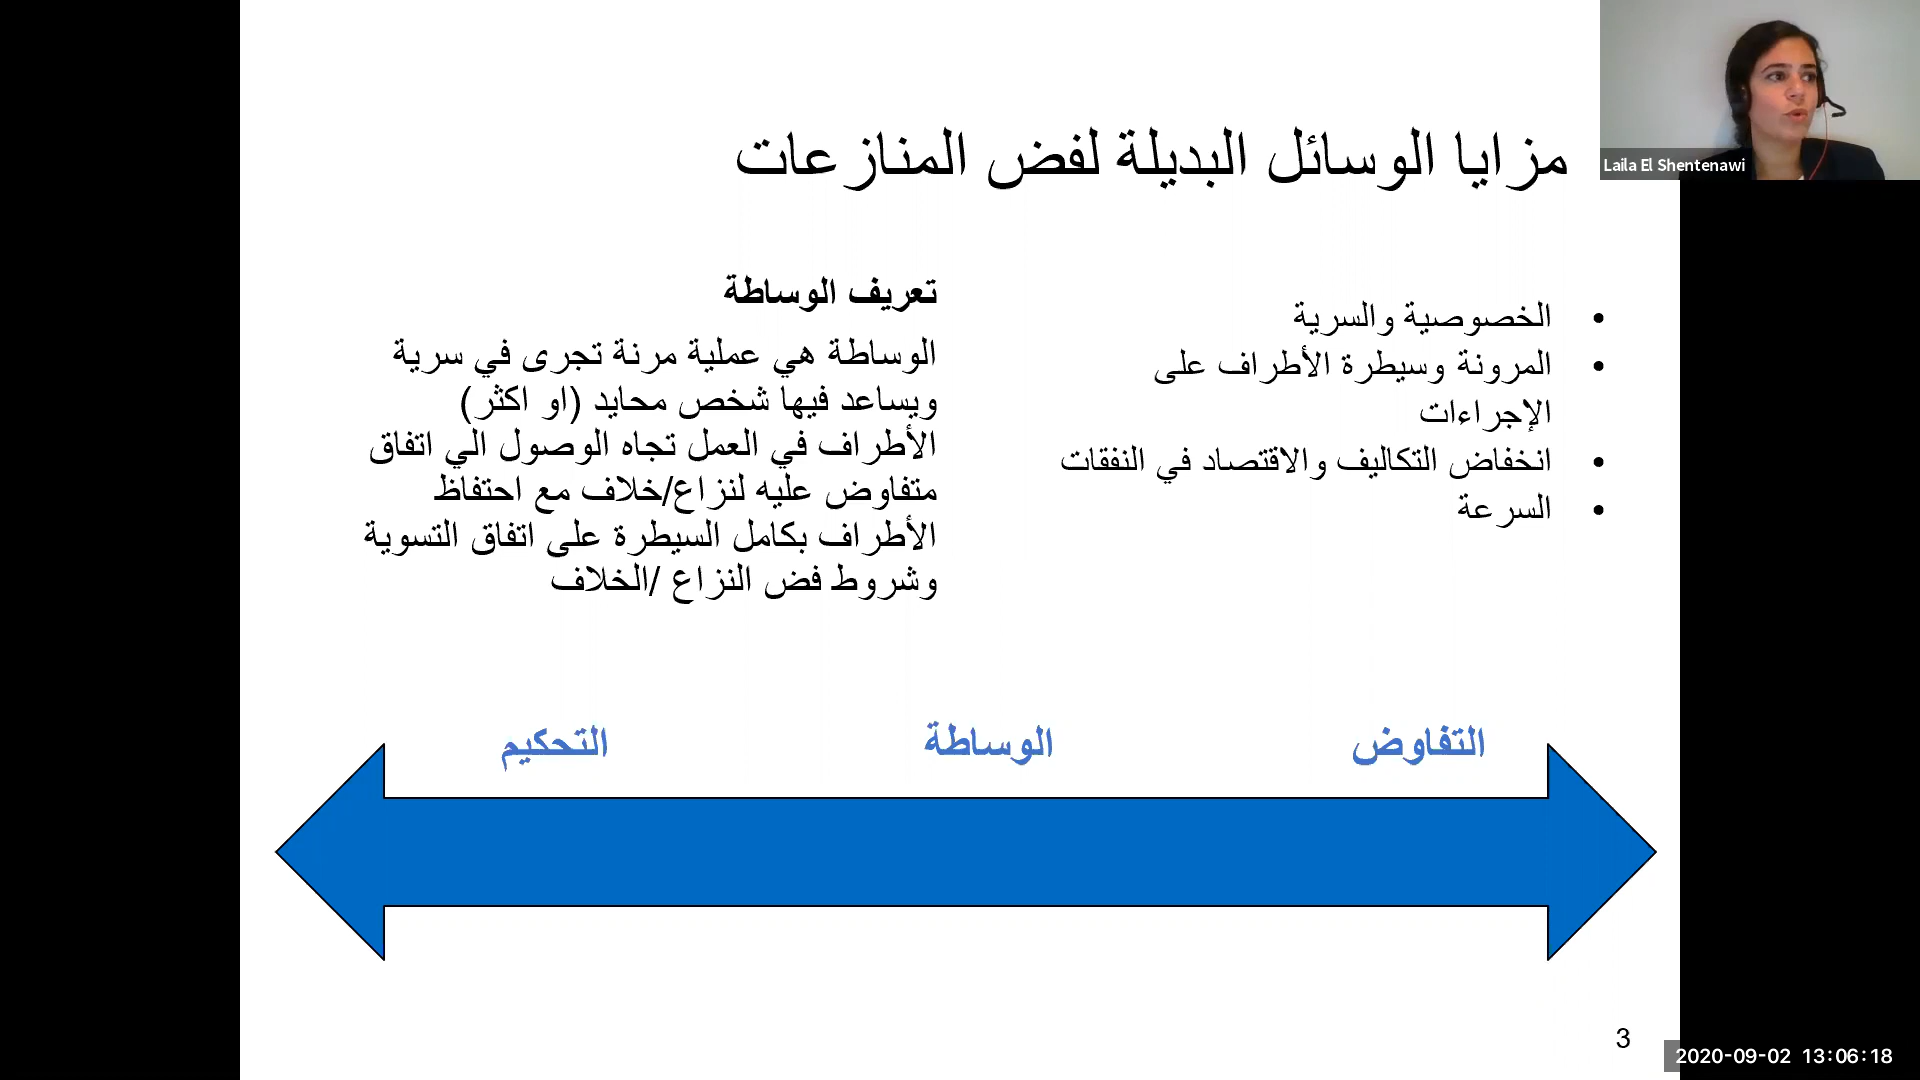 مزايا الوسائل البديلة لفض المنازعات
Laila El Shentenawi
• الخصوصية والسرية
• المرونة وسيطرة الأطراف على
الإجراءات
• انخفاض التكاليف والاقتصاد في النفقات
• السرعة
تعريف الوساطة
الوساطة هي عملية مرنة تجرى في سرية
ويساعد فيها شخص محايد (او اكثر)
الأطراف في العمل تجاه الوصول الي اتفاق
متفاوض عليه لنزاع/خلاف مع احتفاظ
الأطراف بكامل السيطرة على اتفاق التسوية
وشروط فض النزاع /الخلاف
التفاوض
الوساطة
التحكيم
3
2020-09-02 13:06:18